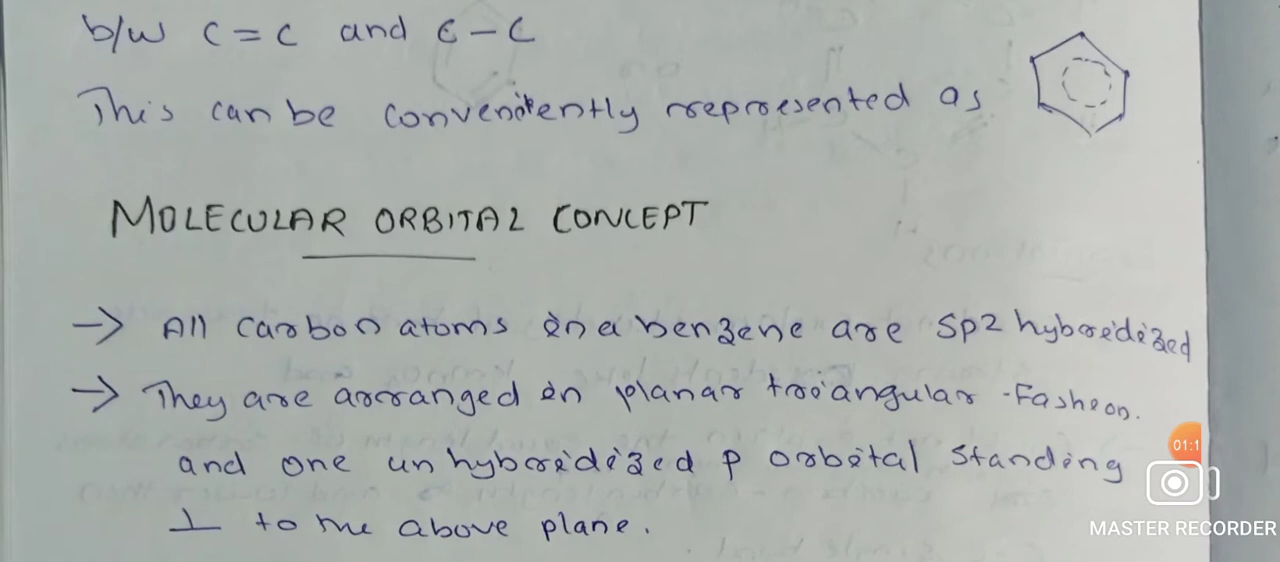 b/w C = C and C - C
This can be convenitently represented as
MOLECULAR ORBITAL CONCEPT
→ All carbon atoms in a benzene are Sp2 hybridized
→ They are arranged in planar triangular Fashion.
and one unhybridized p orbital standing
⊥ to the above plane.
01:1
MASTER RECORDER